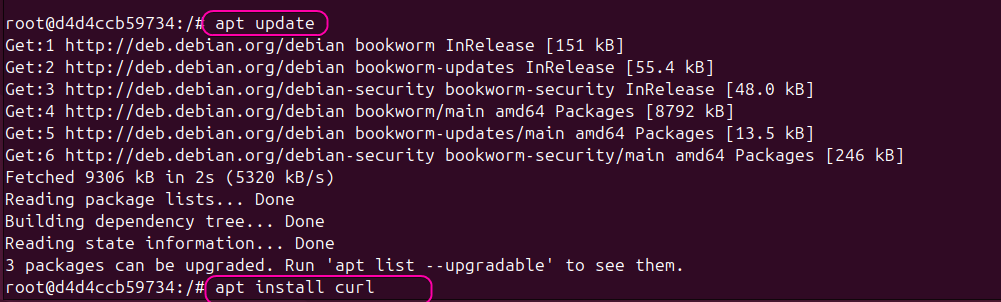 root@d4d4ccb59734:/# apt update
Get:1 http://deb.debian.org/debian bookworm InRelease [151 kB]
Get:2 http://deb.debian.org/debian bookworm-updates InRelease [55.4 kB]
Get:3 http://deb.debian.org/debian-security bookworm-security InRelease [48.0 kB]
Get:4 http://deb.debian.org/debian bookworm/main amd64 Packages [8792 kB]
Get:5 http://deb.debian.org/debian bookworm-updates/main amd64 Packages [13.5 kB]
Get:6 http://deb.debian.org/debian-security bookworm-security/main amd64 Packages [246 kB]
Fetched 9306 kB in 2s (5320 kB/s)
Reading package lists... Done
Building dependency tree... Done
Reading state information... Done
3 packages can be upgraded. Run 'apt list --upgradable' to see them.
root@d4d4ccb59734:/# apt install curl